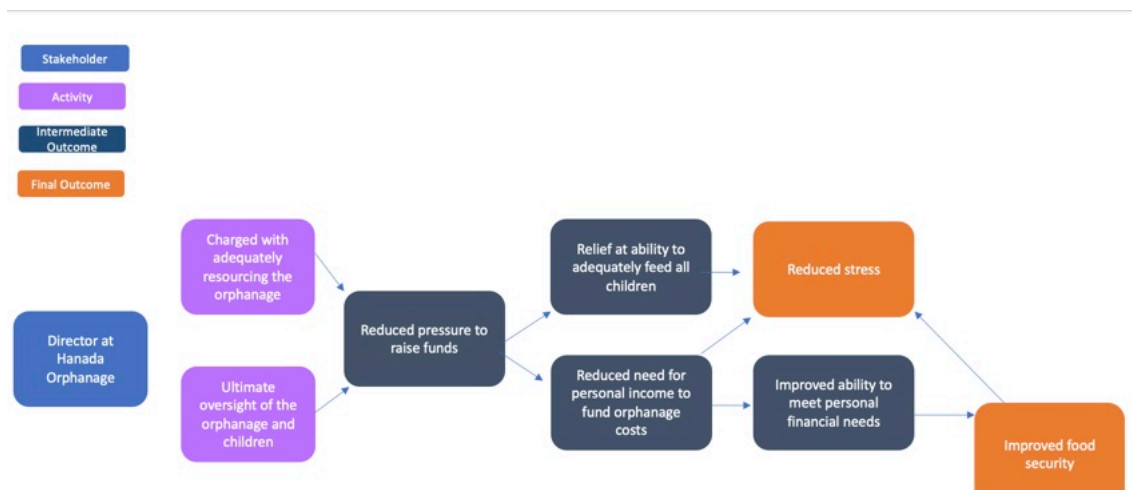 Stakeholder
Activity
Intermediate
Outcome
Final Outcome
Director at
Hanada
Orphanage
Charged with
adequately
resourcing the
orphanage
Ultimate
oversight of the
orphanage and
children
Reduced pressure to
raise funds
Relief at ability to
adequately feed all
children
Reduced need for
personal income to
fund orphanage
costs
Reduced stress
Improved ability to
meet personal
financial needs
Improved food
security